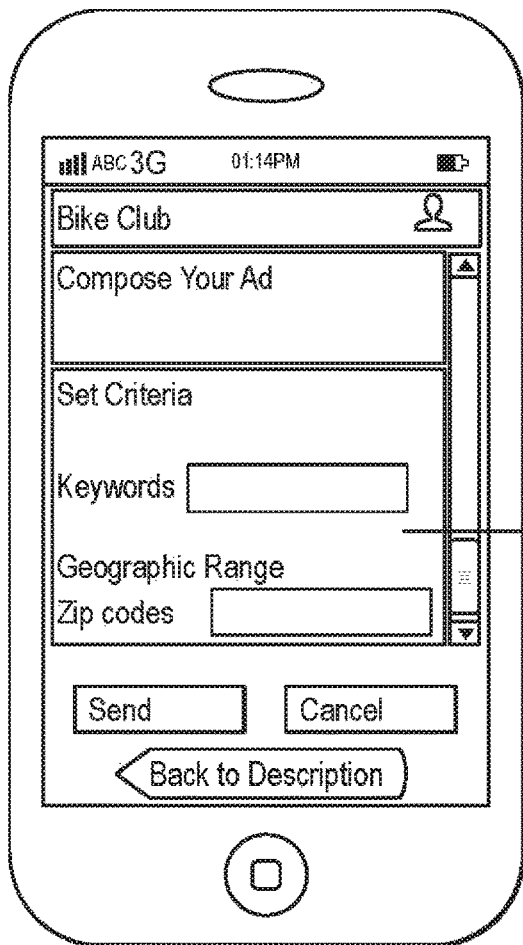 ABC 3G 01:14PM
Bike Club
Compose Your Ad
Set Criteria
Keywords
Geographic Range
Zip codes
Send Cancel
Back to Description